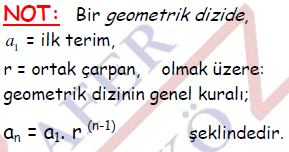 NOT: Bir geometrik dizide,
a₁ = ilk terim,
r = ortak çarpan, olmak üzere:
geometrik dizinin genel kuralı;
aₙ = a₁. r ⁽ⁿ⁻¹⁾ şeklindedir.